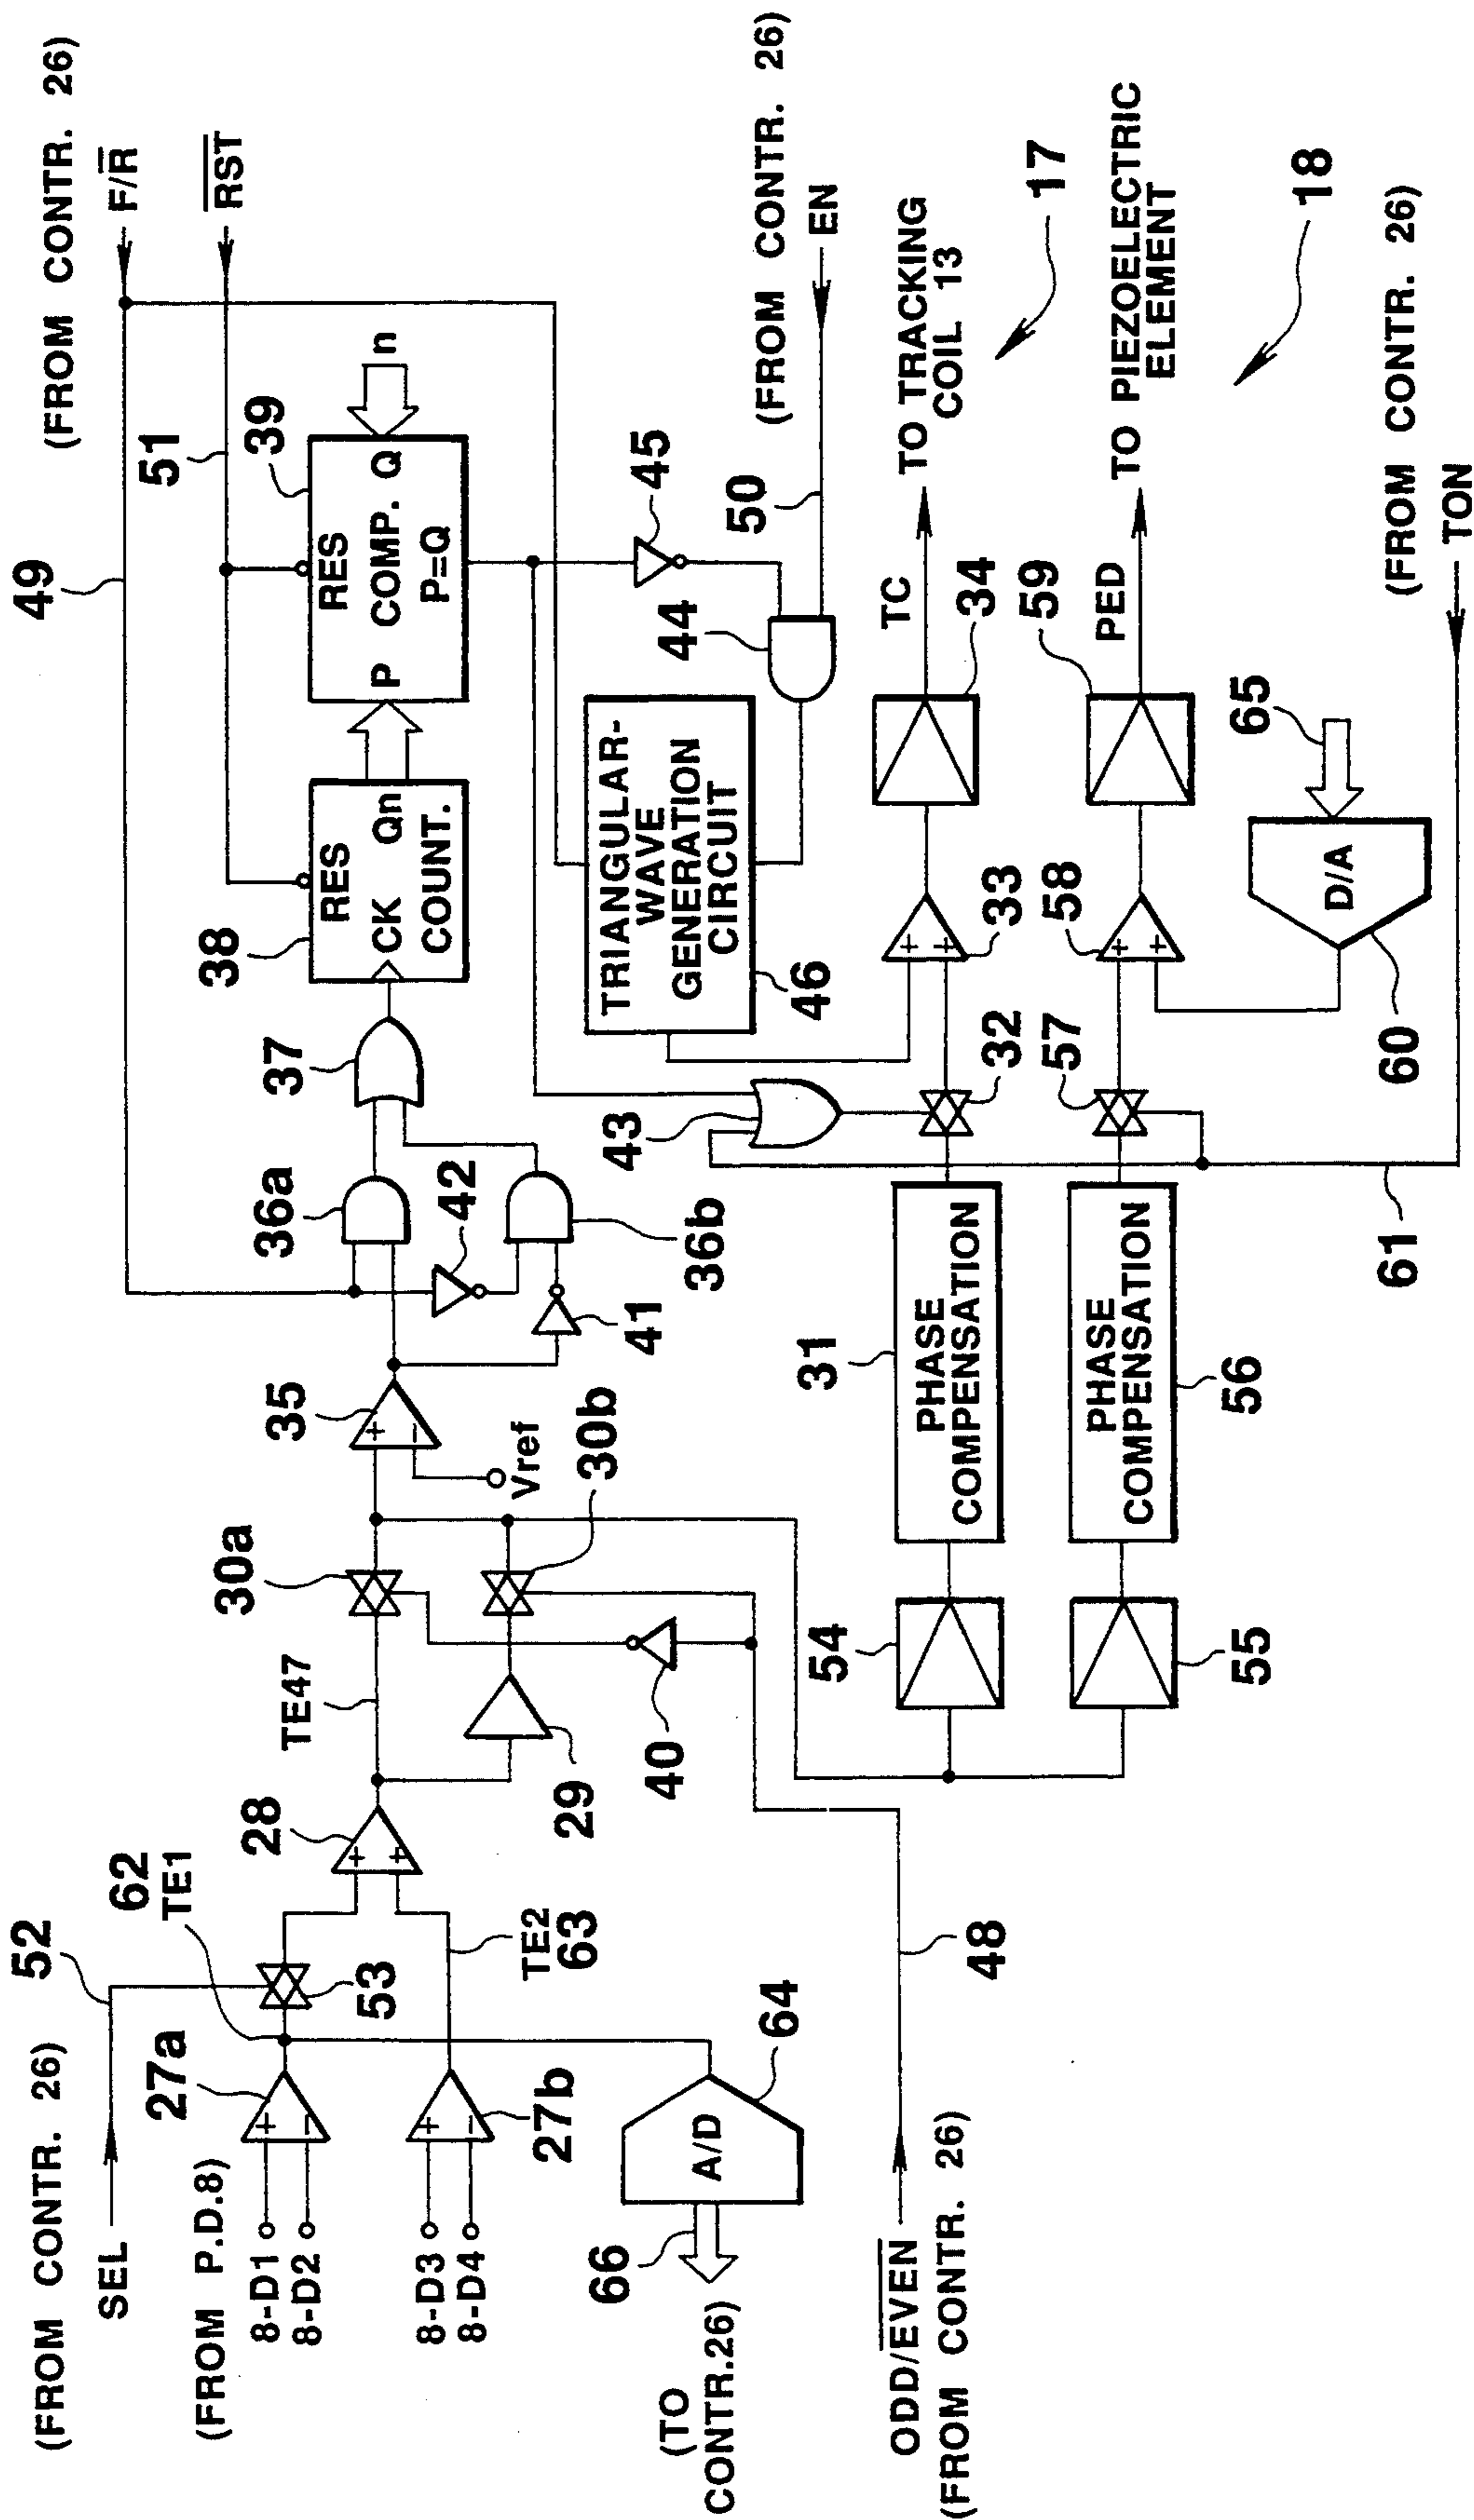 (FROM CONTR. 26)
SEL
52
(FROM P.D.8)
8-D1
8-D2
8-D3
8-D4
27a
27b
62
TE1
53
TE2
63
28
TE47
29
30a
30b
40
35
Vref
36a
36b
41
42
37
38
RES
CK Qn
COUNT.
39
RES
P COMP. Q
P=Q
n
49
51
(FROM CONTR. 26)
F/R̅
R̅S̅T̅
43
44
45
46
TRIANGULAR-
WAVE
GENERATION
CIRCUIT
50
(FROM CONTR. 26)
EN
66
(TO
CONTR.26)
A/D
64
ODD/E̅V̅E̅N̅
(FROM CONTR. 26)
48
54
55
31
PHASE
COMPENSATION
56
PHASE
COMPENSATION
32
57
33
58
34
59
TC
PED
TO TRACKING
COIL 13
17
TO PIEZOELECTRIC
ELEMENT
18
D/A
60
65
61
(FROM CONTR. 26)
TON